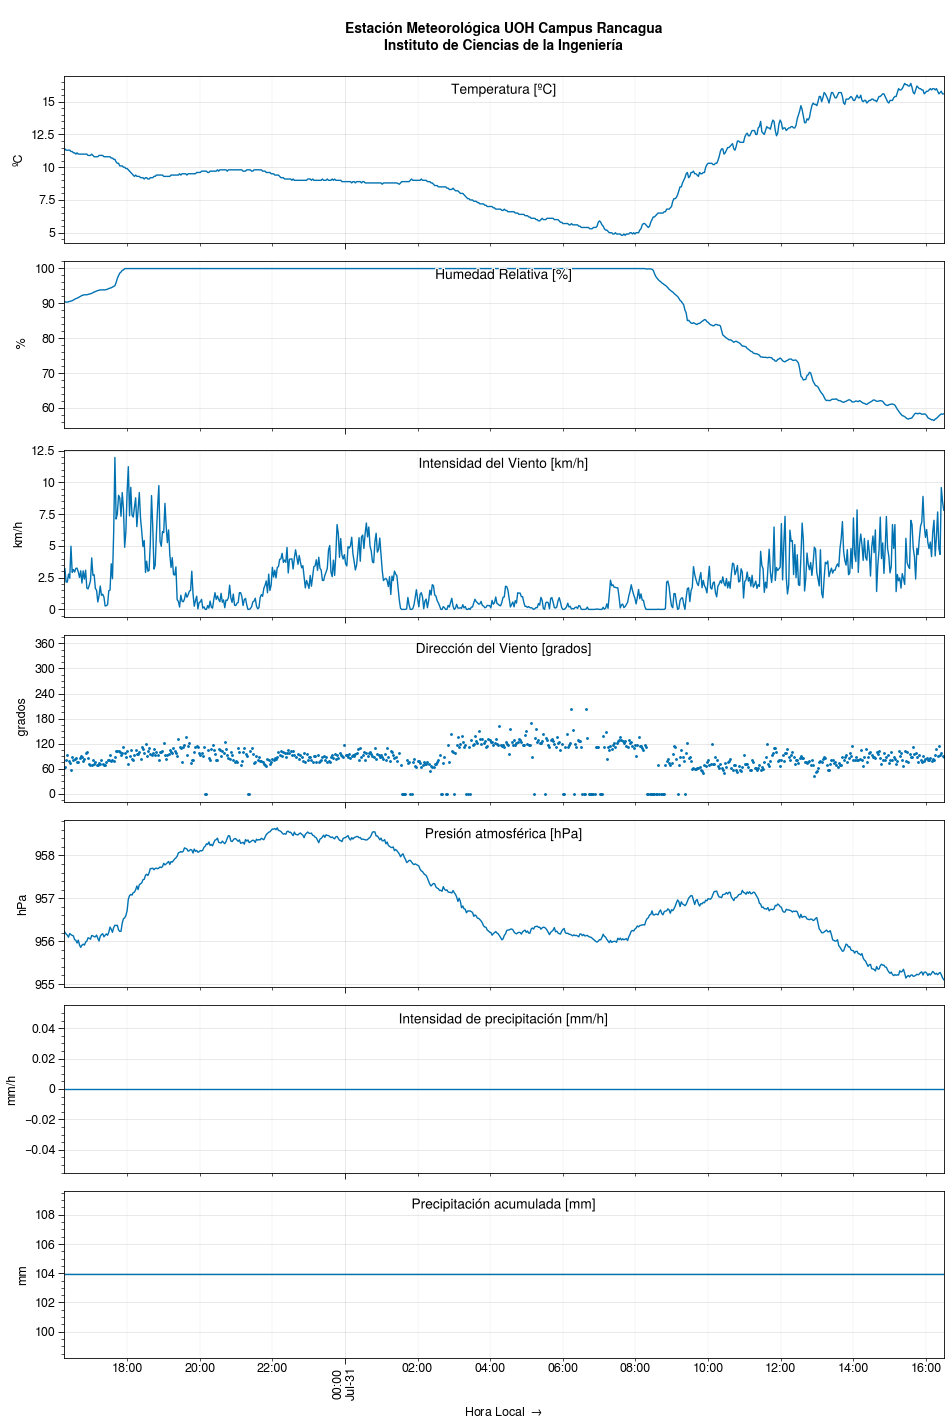 Estación Meteorológica UOH Campus Rancagua
Instituto de Ciencias de la Ingeniería
Temperatura [ºC]
ºC
15
12.5
10
7.5
5
Humedad Relativa [%]
%
100
90
80
70
60
Intensidad del Viento [km/h]
km/h
12.5
10
7.5
5
2.5
0
Dirección del Viento [grados]
grados
360
300
240
180
120
60
0
Presión atmosférica [hPa]
hPa
958
957
956
955
Intensidad de precipitación [mm/h]
mm/h
0.04
0.02
0
−0.02
−0.04
Precipitación acumulada [mm]
mm
108
106
104
102
100
18:00 20:00 22:00 00:00 02:00 04:00 06:00 08:00 10:00 12:00 14:00 16:00
Jul-31
Hora Local →